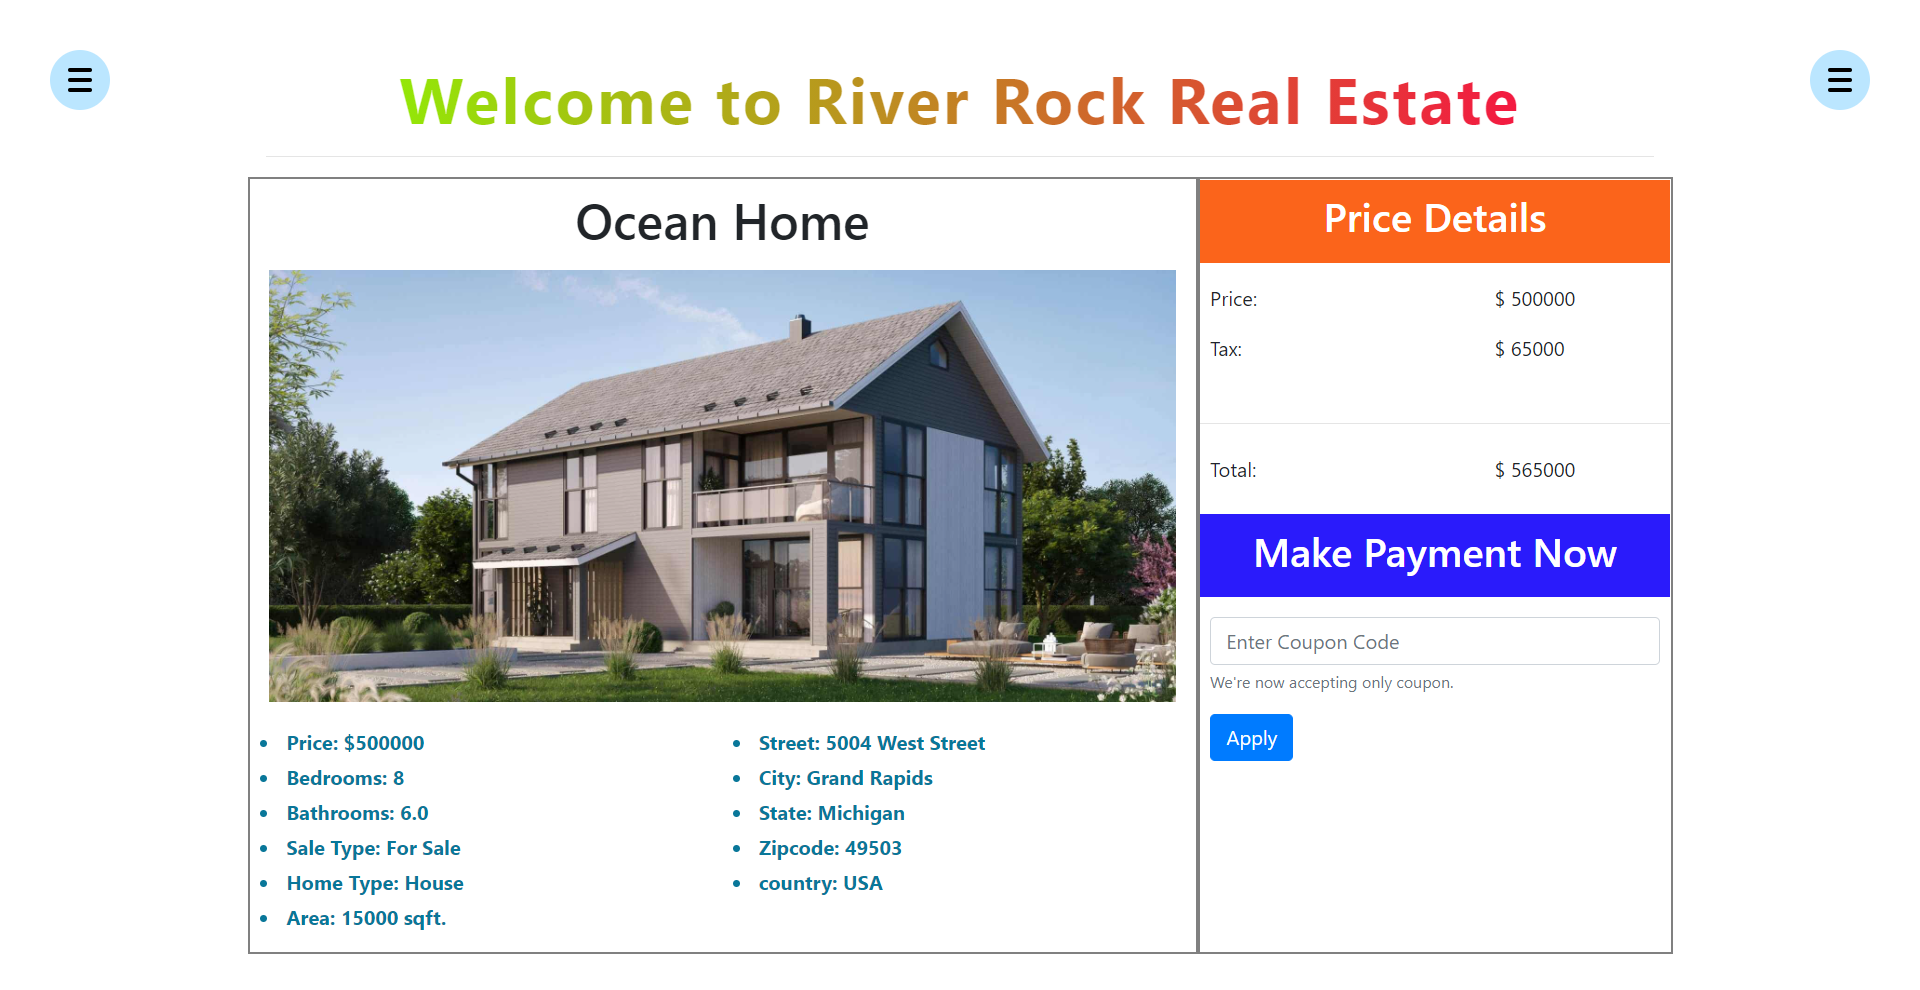 Welcome to River Rock Real Estate
Ocean Home
Price: $500000
Bedrooms: 8
Bathrooms: 6.0
Sale Type: For Sale
Home Type: House
Area: 15000 sqft.
Street: 5004 West Street
City: Grand Rapids
State: Michigan
Zipcode: 49503
country: USA
Price Details
Price: $ 500000
Tax: $ 65000
Total: $ 565000
Make Payment Now
Enter Coupon Code
We're now accepting only coupon.
Apply